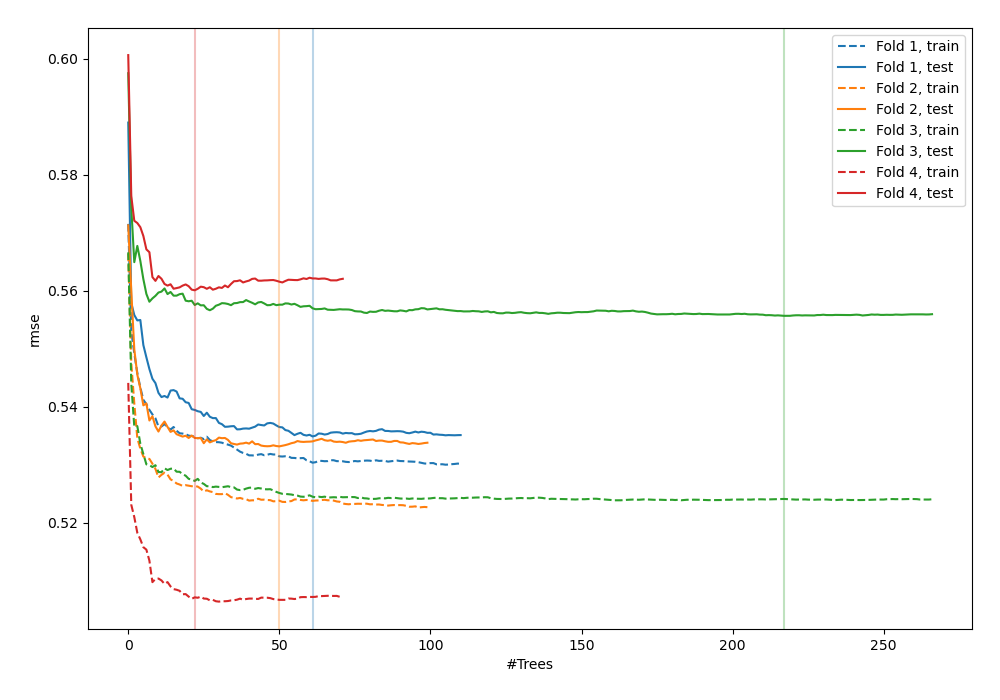 0.60
0.58
0.56
0.54
0.52
rmse
0
50
100
150
200
250
#Trees
Fold 1, train
Fold 1, test
Fold 2, train
Fold 2, test
Fold 3, train
Fold 3, test
Fold 4, train
Fold 4, test